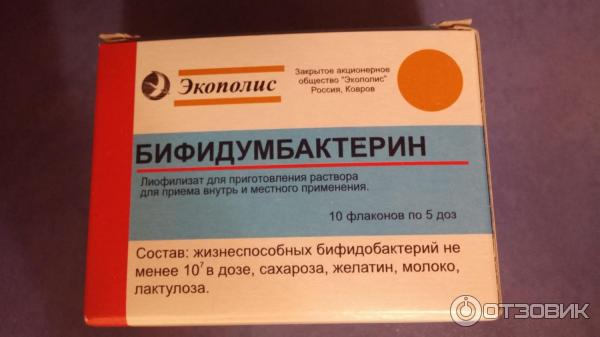 Экополис
Закрытое акционерное
общество "Экополис"
Россия, Ковров
БИФИДУМБАКТЕРИН
Лиофилизат для приготовления раствора
для приема внутрь и местного применения.
10 флаконов по 5 доз
Состав: жизнеспособных бифидобактерий не
менее 10⁷ в дозе, сахароза, желатин, молоко,
лактулоза.
ОТЗОВИК